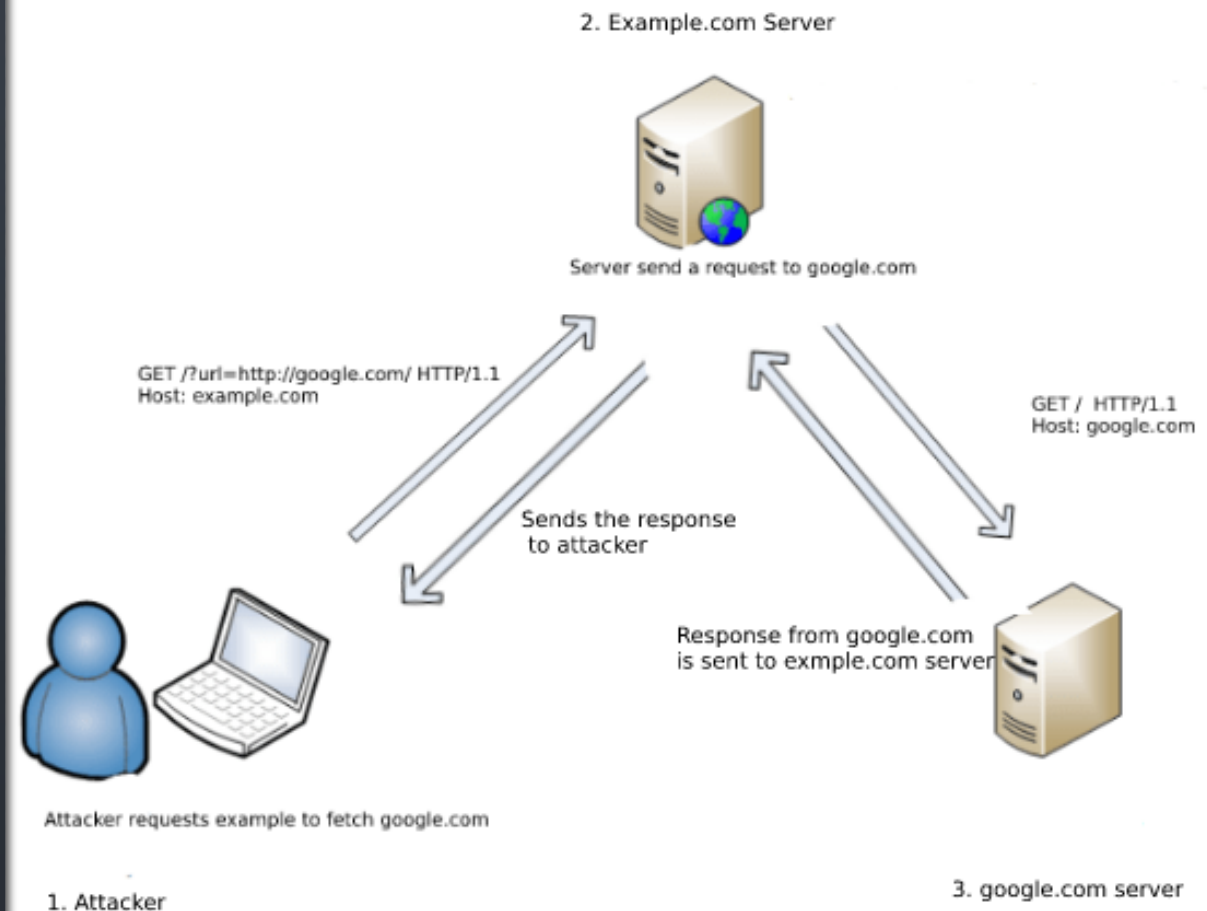 2. Example.com Server
Server send a request to google.com
GET /?url=http://google.com/ HTTP/1.1
Host: example.com
GET / HTTP/1.1
Host: google.com
Sends the response
to attacker
Response from google.com
is sent to exmple.com server
Attacker requests example to fetch google.com
1. Attacker
3. google.com server